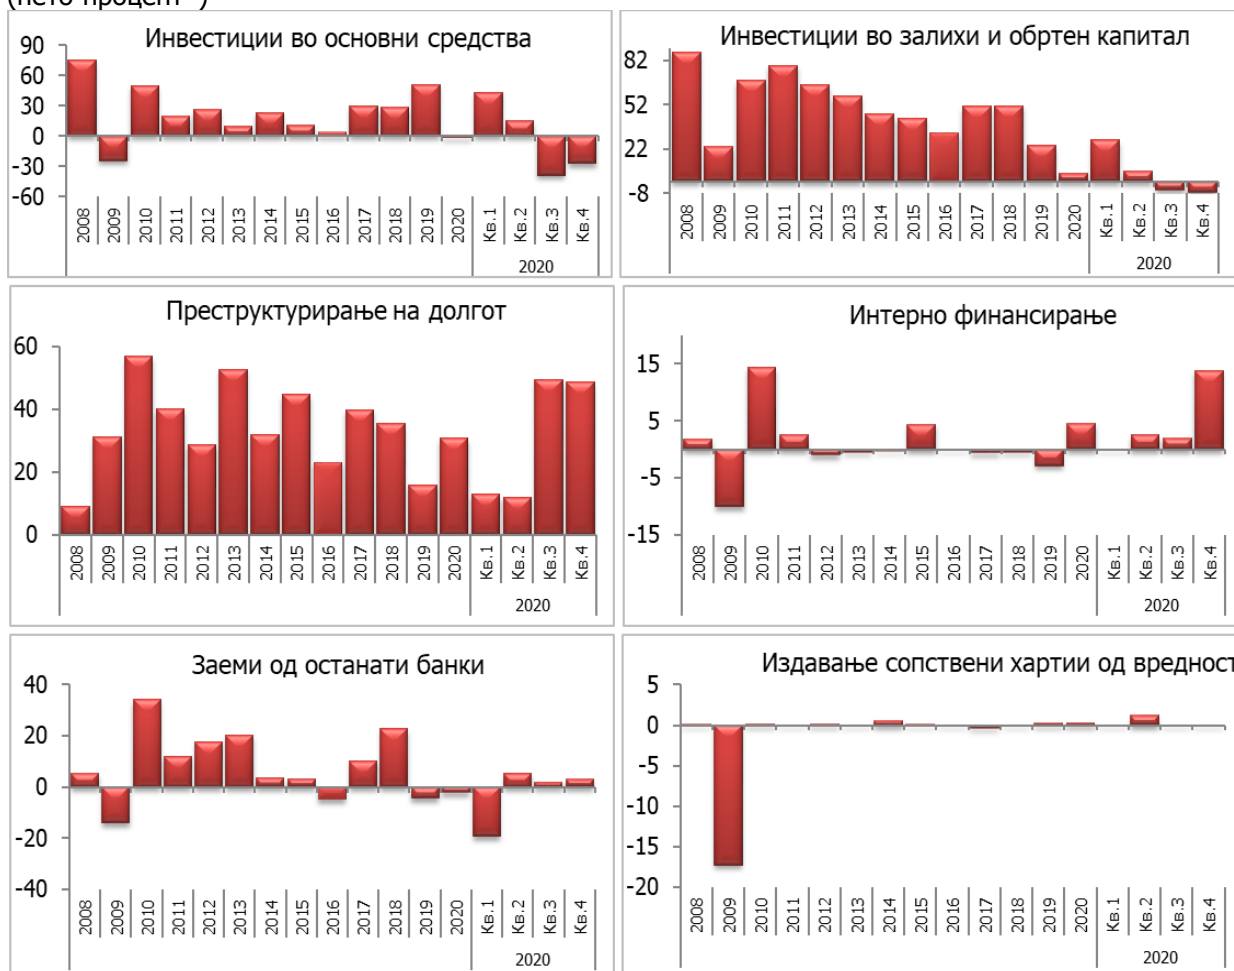 (нето процент*)
Инвестиции во основни средства
90
60
30
0
-30
-60
2008 2009 2010 2011 2012 2013 2014 2015 2016 2017 2018 2019 2020 Кв.1 Кв.2 Кв.3 Кв.4
2020
Инвестиции во залихи и обртен капитал
82
52
22
-8
2008 2009 2010 2011 2012 2013 2014 2015 2016 2017 2018 2019 2020 Кв.1 Кв.2 Кв.3 Кв.4
2020
Преструктурирање на долгот
60
40
20
0
2008 2009 2010 2011 2012 2013 2014 2015 2016 2017 2018 2019 2020 Кв.1 Кв.2 Кв.3 Кв.4
2020
Интерно финансирање
15
5
-5
-15
2008 2009 2010 2011 2012 2013 2014 2015 2016 2017 2018 2019 2020 Кв.1 Кв.2 Кв.3 Кв.4
2020
Заеми од останати банки
40
20
0
-20
-40
2008 2009 2010 2011 2012 2013 2014 2015 2016 2017 2018 2019 2020 Кв.1 Кв.2 Кв.3 Кв.4
2020
Издавање сопствени хартии од вредност
5
0
-5
-10
-15
-20
2008 2009 2010 2011 2012 2013 2014 2015 2016 2017 2018 2019 2020 Кв.1 Кв.2 Кв.3 Кв.4
2020